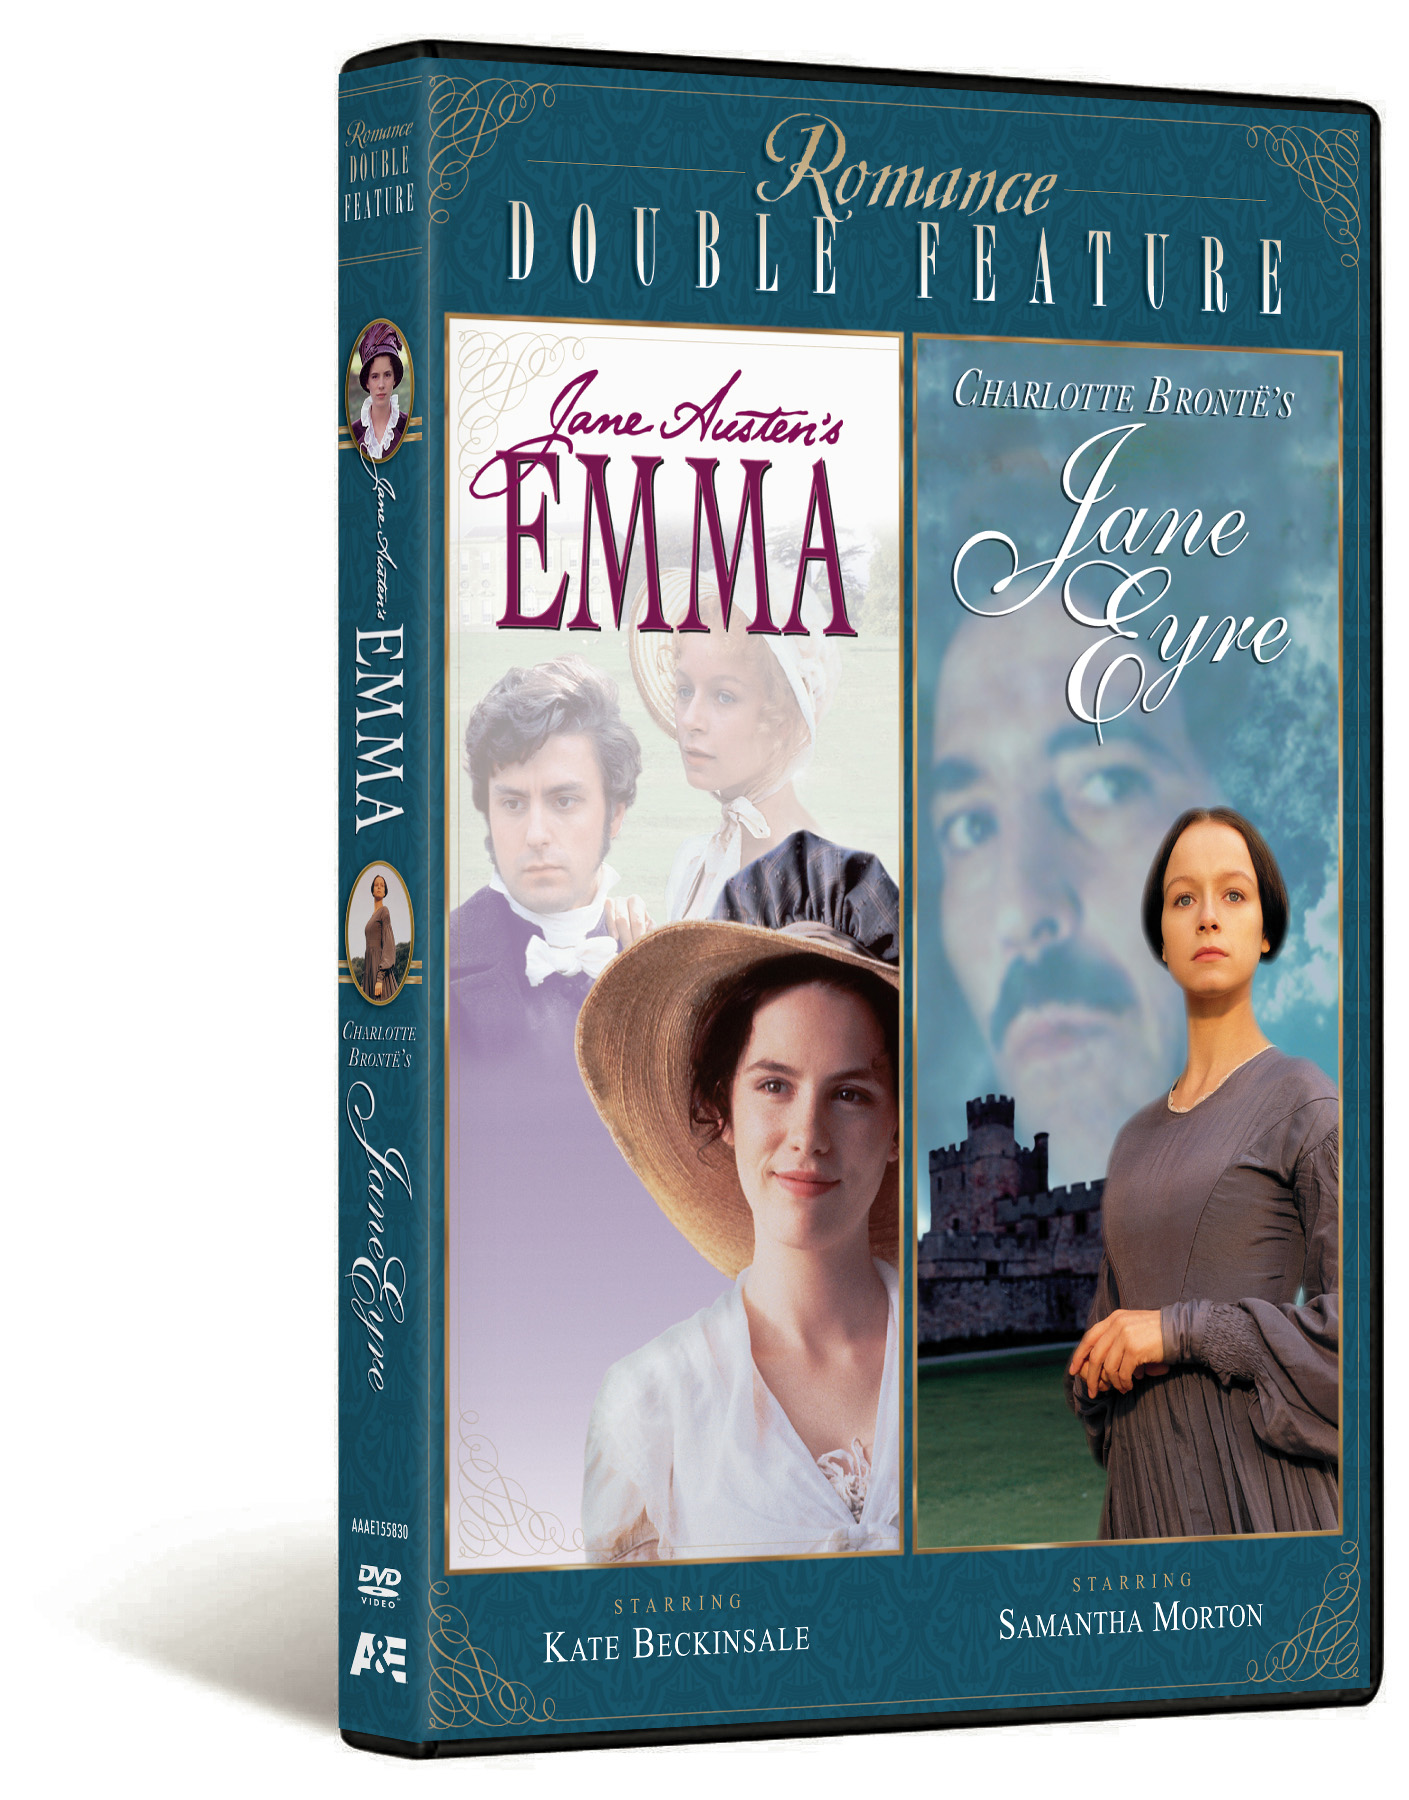 Romance
DOUBLE
FEATURE
Jane Austen's
EMMA
CHARLOTTE
BRONTË'S
Jane Eyre
AAAE155830
DVD
VIDEO
A&E
Romance
DOUBLE FEATURE
Jane Austen's
EMMA
CHARLOTTE BRONTË'S
Jane
Eyre
STARRING
KATE BECKINSALE
STARRING
SAMANTHA MORTON